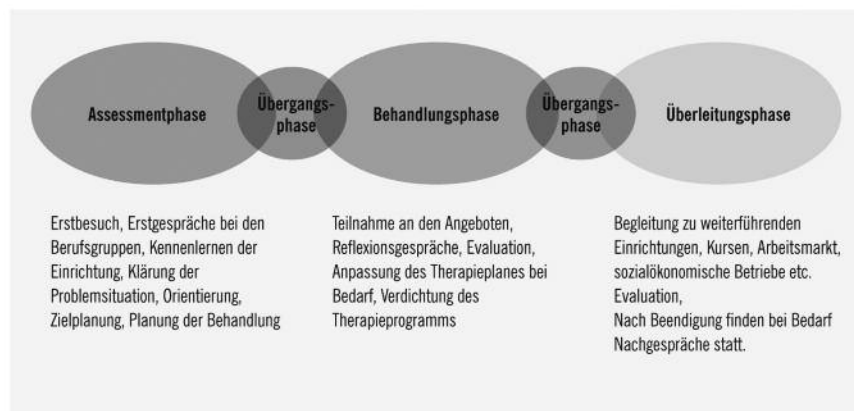 Assessmentphase
Übergangs-
phase
Behandlungsphase
Übergangs-
phase
Überleitungsphase
Erstbesuch, Erstgespräche bei den
Berufsgruppen, Kennenlernen der
Einrichtung, Klärung der
Problemsituation, Orientierung,
Zielplanung, Planung der Behandlung
Teilnahme an den Angeboten,
Reflexionsgespräche, Evaluation,
Anpassung des Therapieplanes bei
Bedarf, Verdichtung des
Therapieprogramms
Begleitung zu weiterführenden
Einrichtungen, Kursen, Arbeitsmarkt,
sozialökonomische Betriebe etc.
Evaluation,
Nach Beendigung finden bei Bedarf
Nachgespräche statt.